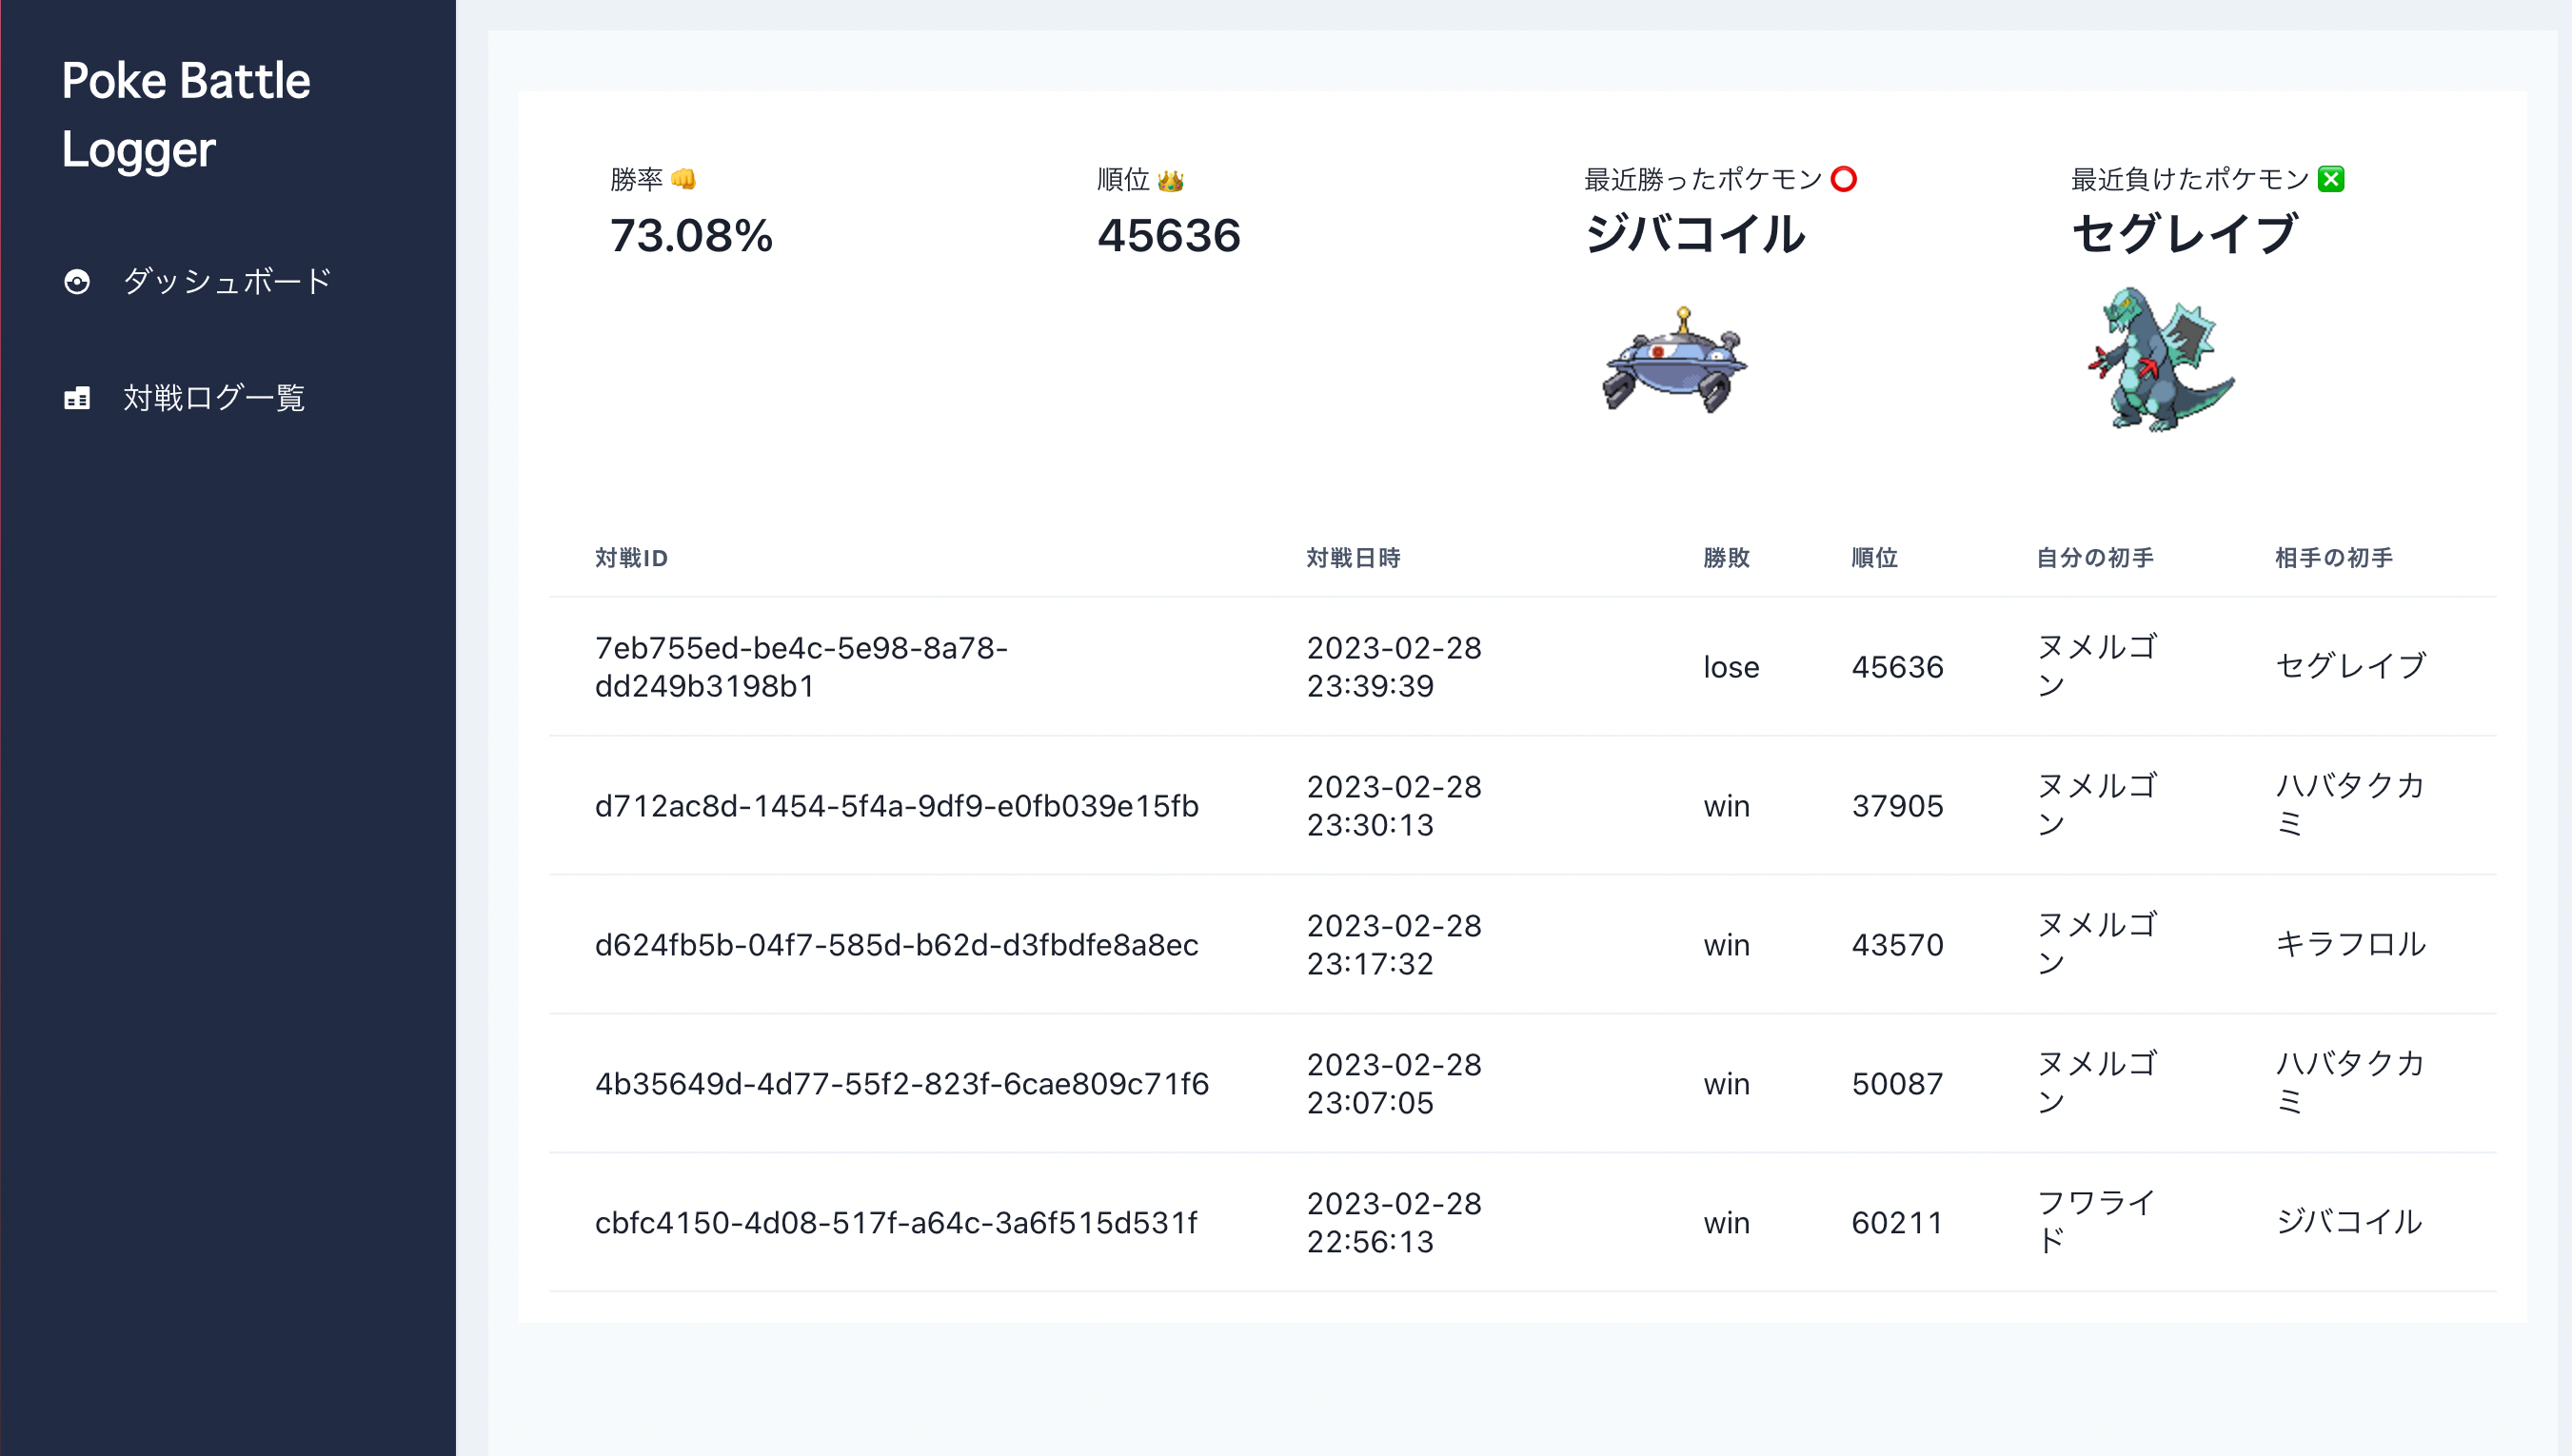 Poke Battle
Logger
ダッシュボード
対戦ログ一覧
勝率 👊
73.08%
順位 👑
45636
最近勝ったポケモン ⭕
ジバコイル
最近負けたポケモン ❎
セグレイブ
対戦ID 対戦日時 勝敗 順位 自分の初手 相手の初手
7eb755ed-be4c-5e98-8a78-
dd249b3198b1
2023-02-28
23:39:39
lose
45636
ヌメルゴ
ン
セグレイブ
d712ac8d-1454-5f4a-9df9-e0fb039e15fb
2023-02-28
23:30:13
win
37905
ヌメルゴ
ン
ハバタクカ
ミ
d624fb5b-04f7-585d-b62d-d3fbdfe8a8ec
2023-02-28
23:17:32
win
43570
ヌメルゴ
ン
キラフロル
4b35649d-4d77-55f2-823f-6cae809c71f6
2023-02-28
23:07:05
win
50087
ヌメルゴ
ン
ハバタクカ
ミ
cbfc4150-4d08-517f-a64c-3a6f515d531f
2023-02-28
22:56:13
win
60211
フワライ
ド
ジバコイル